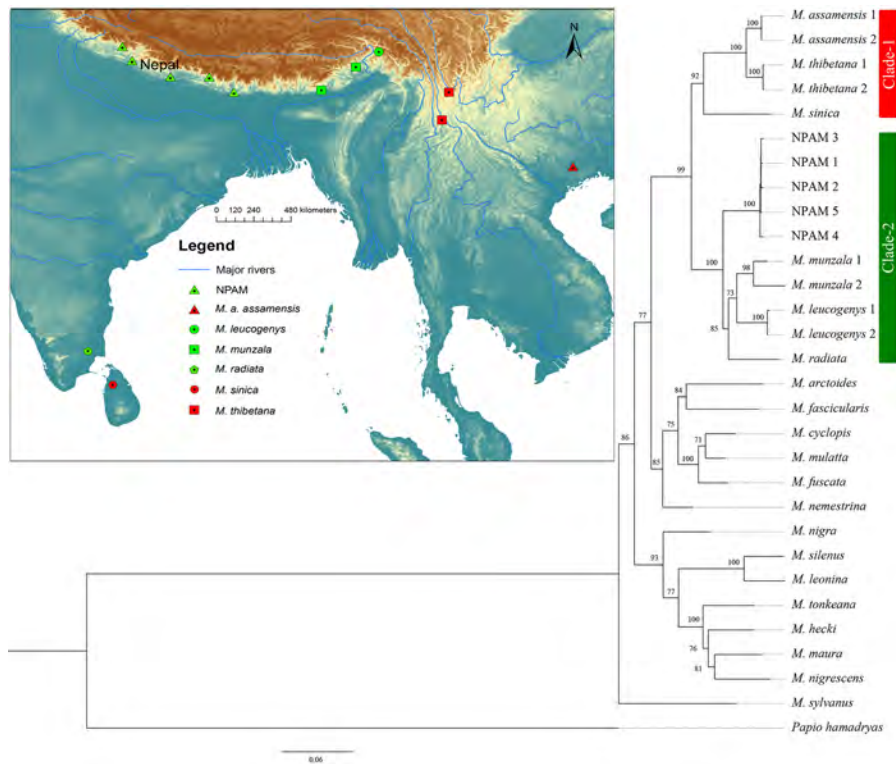 Nepal
N
0 120 240 480 kilometers
Legend
Major rivers
NPAM
M. a. assamensis
M. leucogenys
M. munzala
M. radiata
M. sinica
M. thibetana
M. assamensis 1
100
M. assamensis 2
100
M. thibetana 1
100
M. thibetana 2
92
M. sinica
Clade-1
99
NPAM 3
NPAM 1
NPAM 2
100
NPAM 5
NPAM 4
100
M. munzala 1
98
M. munzala 2
73
M. leucogenys 1
100
M. leucogenys 2
85
M. radiata
Clade-2
77
M. arctoides
84
M. fascicularis
75
M. cyclopis
71
M. mulatta
100
M. fuscata
85
M. nemestrina
86
M. nigra
93
M. silenus
100
M. leonina
77
M. tonkeana
100
M. hecki
76
M. maura
81
M. nigrescens
M. sylvanus
Papio hamadryas
0.06